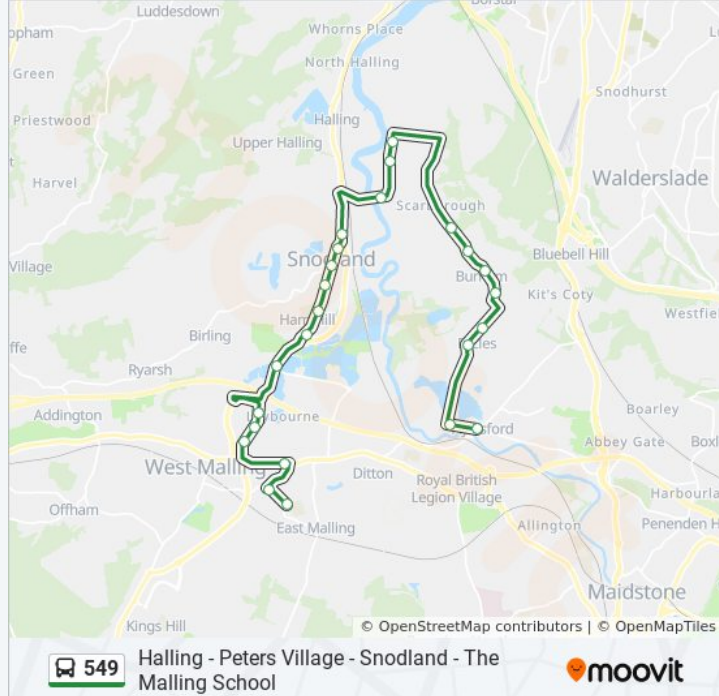 Luddesdown
Dorstal
opham
Whorns Place
North Halling
Green
Snodhurst
Priestwood
Halling
Upper Halling
Walderslade
Harvel
Scarborough
Bluebell Hill
Village
Snodland
Burham
Kit's Coty
Westfie
Ham Hill
Birling
Eccles
ffe
Ryarsh
Addington
Leybourne
Boarley
Aylesford
Abbey Gate
Boxl
West Malling
Ditton
Royal British
Legion Village
Harbourla
Offham
East Malling
Allington
Penenden H
Maidstone
Kings Hill
© OpenStreetMap contributors | © OpenMapTiles
549
Halling - Peters Village - Snodland - The
Malling School
moovit